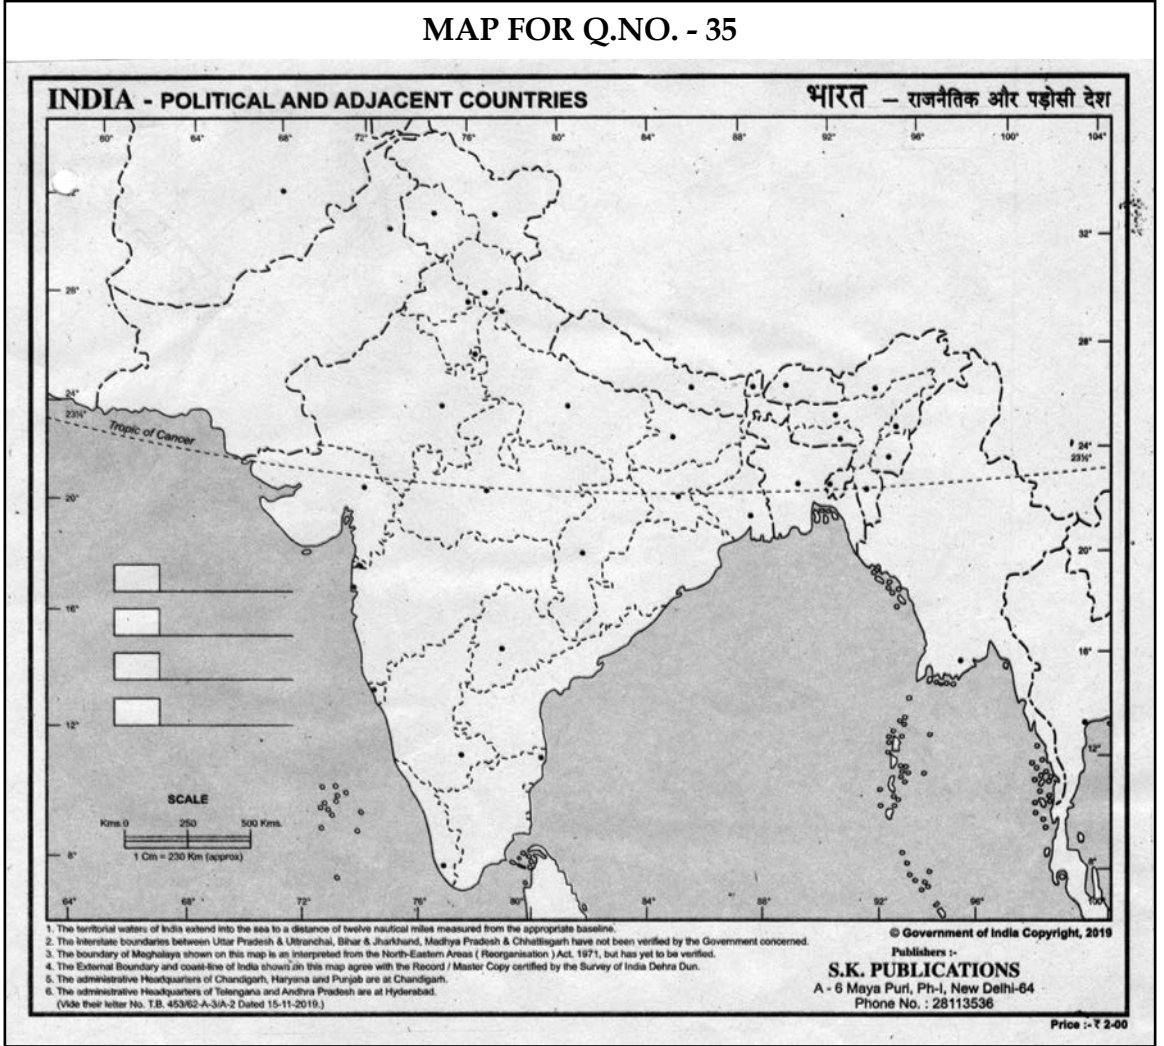 MAP FOR Q.NO. - 35
INDIA - POLITICAL AND ADJACENT COUNTRIES
भारत – राजनैतिक और पड़ोसी देश
60° 64° 68° 72° 76° 80° 84° 88° 92° 96° 100° 104°
32°
28°
28°
24°
23½°
Tropic of Cancer
24°
23½°
20°
20°
16°
16°
12°
12°
SCALE
Kms.0 250 500 Kms.
1 Cm = 230 Km (approx)
8°
8°
64° 68° 72° 76° 80° 84° 88° 92° 96° 100°
1. The territorial waters of India extend into the sea to a distance of twelve nautical miles measured from the appropriate baseline.
2. The Interstate boundaries between Uttar Pradesh & Uttranchal, Bihar & Jharkhand, Madhya Pradesh & Chhattisgarh have not been verified by the Government concerned.
3. The boundary of Meghalaya shown on this map is an interpreted from the North-Eastern Areas ( Reorganisation ) Act. 1971, but has yet to be verified.
4. The External Boundary and coast-line of India shown on this map agree with the Record / Master Copy certified by the Survey of India Dehra Dun.
5. The administrative Headquarters of Chandigarh, Haryana and Punjab are at Chandigarh.
6. The administrative Headquarters of Telengana and Andhra Pradesh are at Hyderabad.
(Vide their letter No. T.B. 453/62-A-3/A-2 Dated 15-11-2019.)
© Government of India Copyright, 2019
Publishers :-
S.K. PUBLICATIONS
A - 6 Maya Puri, Ph-I, New Delhi-64
Phone No. : 28113536
Price :- ₹ 2-00